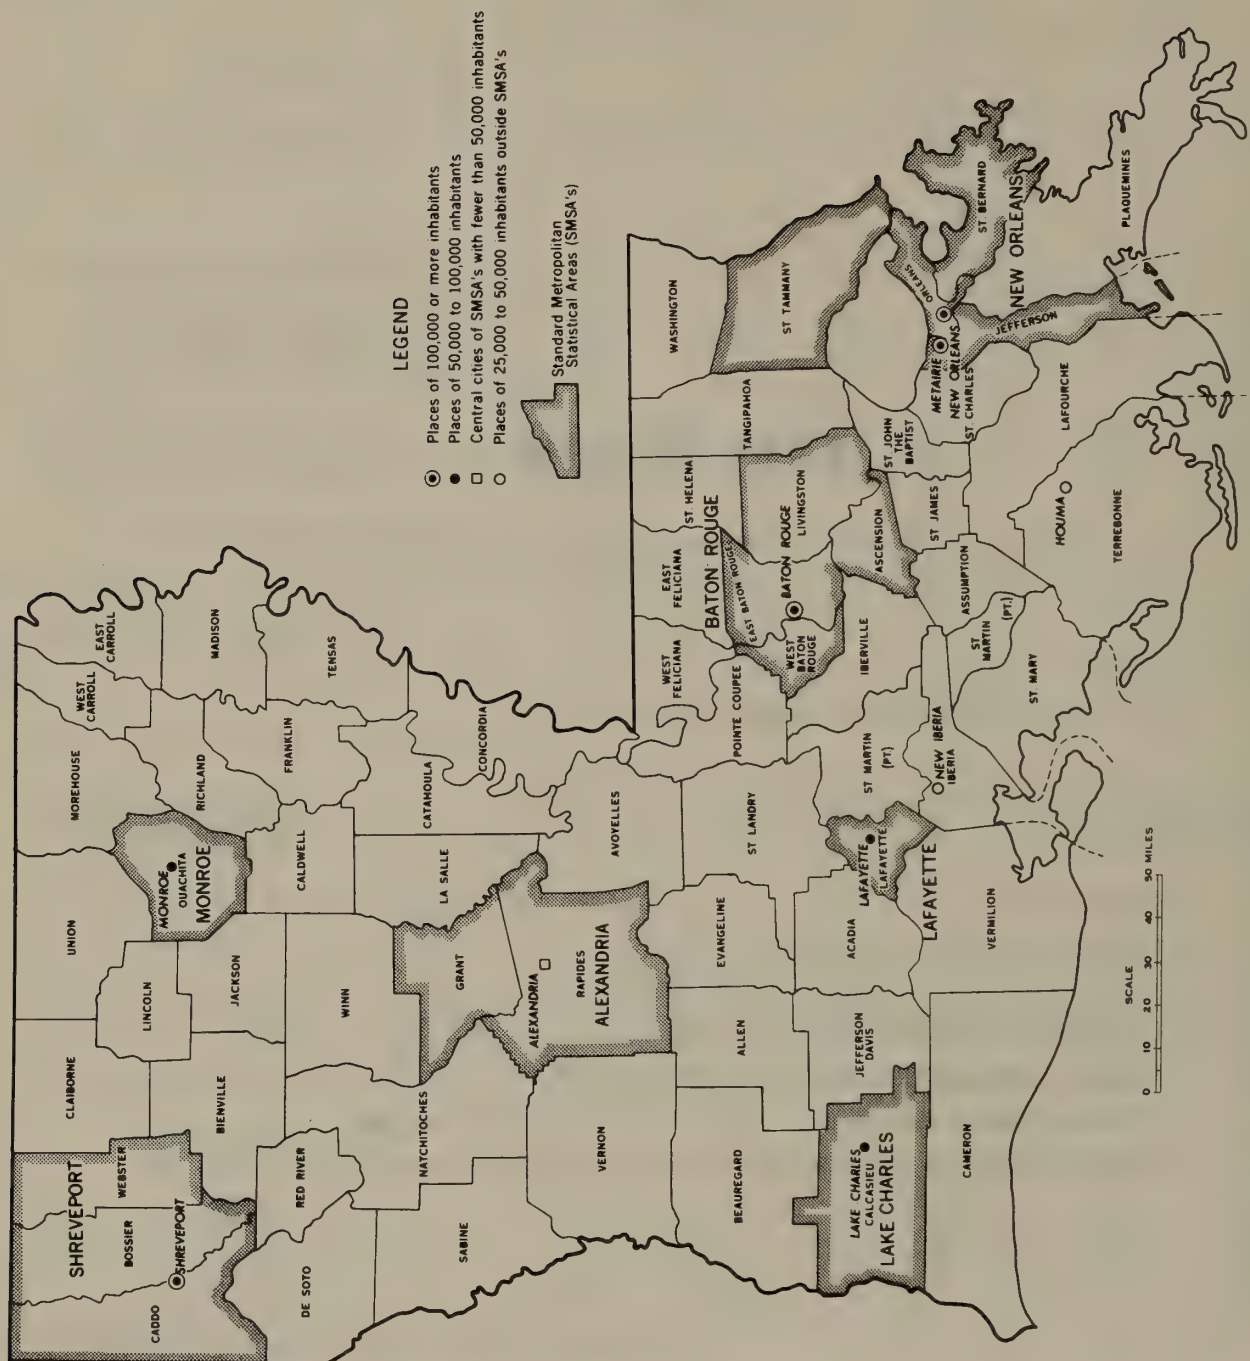 LEGEND
Places of 100,000 or more inhabitants
Places of 50,000 to 100,000 inhabitants
Central cities of SMSA's with fewer than 50,000 inhabitants
Places of 25,000 to 50,000 inhabitants outside SMSA's
Standard Metropolitan
Statistical Areas (SMSA's)
SHREVEPORT
CADDO
BOSSIER
WEBSTER
SHREVEPORT
CLAIBORNE
UNION
MOREHOUSE
WEST
CARROLL
EAST
CARROLL
LINCOLN
MONROE
OUACHITA
MONROE
RICHLAND
MADISON
BIENVILLE
JACKSON
DE SOTO
RED RIVER
WINN
CALDWELL
FRANKLIN
TENSAS
NATCHITOCHES
SABINE
GRANT
LA SALLE
CATAHOULA
CONCORDIA
VERNON
ALEXANDRIA
RAPIDES
ALEXANDRIA
AVOYELLES
BEAUREGARD
ALLEN
EVANGELINE
ST LANDRY
POINTE COUPEE
WEST
FELICIANA
EAST
FELICIANA
ST HELENA
TANGIPAHOA
WASHINGTON
BATON ROUGE
EAST BATON ROUGE
BATON ROUGE
WEST
BATON
ROUGE
LIVINGSTON
ST TAMMANY
LAKE CHARLES
CALCASIEU
LAKE CHARLES
JEFFERSON
DAVIS
ACADIA
LAFAYETTE
LAFAYETTE
LAFAYETTE
ST MARTIN
(PT)
IBERVILLE
ASCENSION
ST. JOHN
THE
BAPTIST
ST. JAMES
ST. CHARLES
METAIRIE
NEW ORLEANS
ORLEANS
ST BERNARD
NEW ORLEANS
JEFFERSON
PLAQUEMINES
CAMERON
VERMILION
NEW IBERIA
IBERIA
ST MARTIN
(PT.)
ASSUMPTION
ST. MARY
LAFOURCHE
HOUMA
TERREBONNE
SCALE
0 10 20 30 40 50 MILES